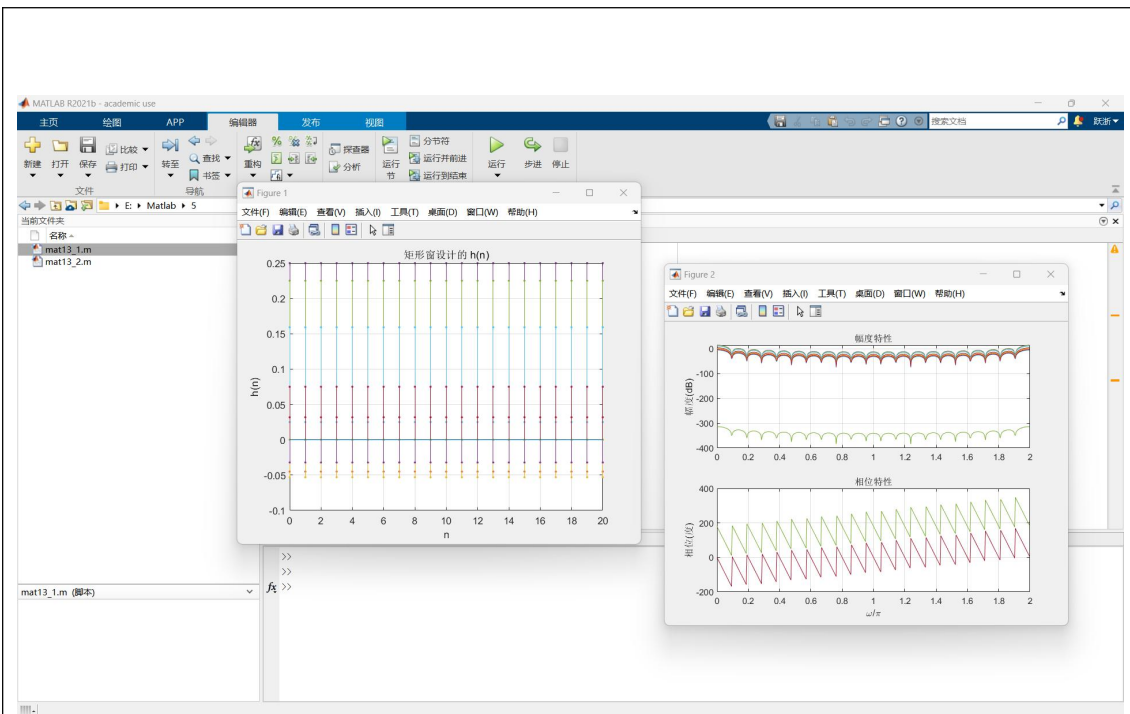 MATLAB R2021b - academic use
主页 绘图 APP 编辑器 发布 视图
搜索文档
跃浙
新建 打开 保存 比较 打印
文件
转至 查找 书签
导航
重构
探查器
分析
运行节
分节符
运行并前进
运行到结束
运行 步进 停止
E: Matlab 5
当前文件夹
名称
mat13_1.m
mat13_2.m
mat13_1.m (脚本)
Figure 1
文件(F) 编辑(E) 查看(V) 插入(I) 工具(T) 桌面(D) 窗口(W) 帮助(H)
矩形窗设计的 h(n)
h(n)
0.25
0.2
0.15
0.1
0.05
0
-0.05
-0.1
0 2 4 6 8 10 12 14 16 18 20
n
>>
>>
fx >>
Figure 2
文件(F) 编辑(E) 查看(V) 插入(I) 工具(T) 桌面(D) 窗口(W) 帮助(H)
幅度特性
幅度(dB)
0
-100
-200
-300
-400
0 0.2 0.4 0.6 0.8 1 1.2 1.4 1.6 1.8 2
相位特性
相位(度)
400
200
0
-200
0 0.2 0.4 0.6 0.8 1 1.2 1.4 1.6 1.8 2
ω/π